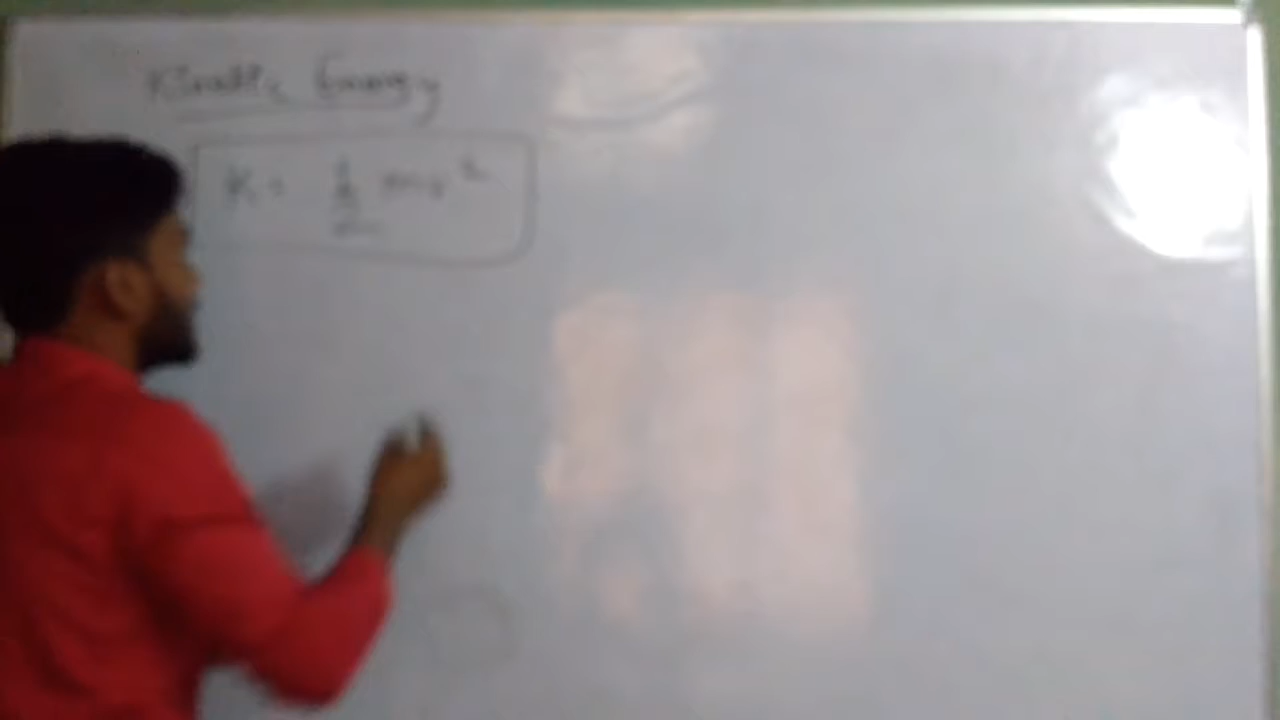 Kinetic Energy
K = 1/2 mv²